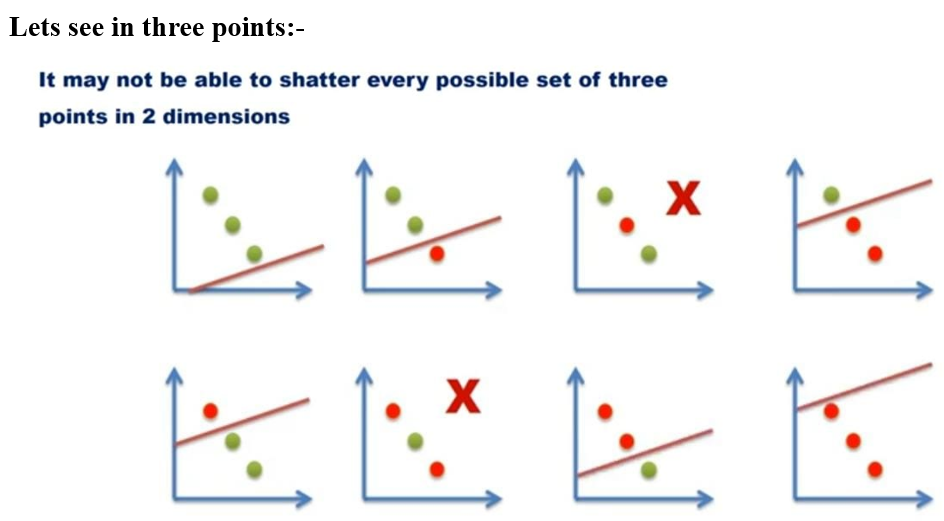 Lets see in three points:-
It may not be able to shatter every possible set of three
points in 2 dimensions
X
X